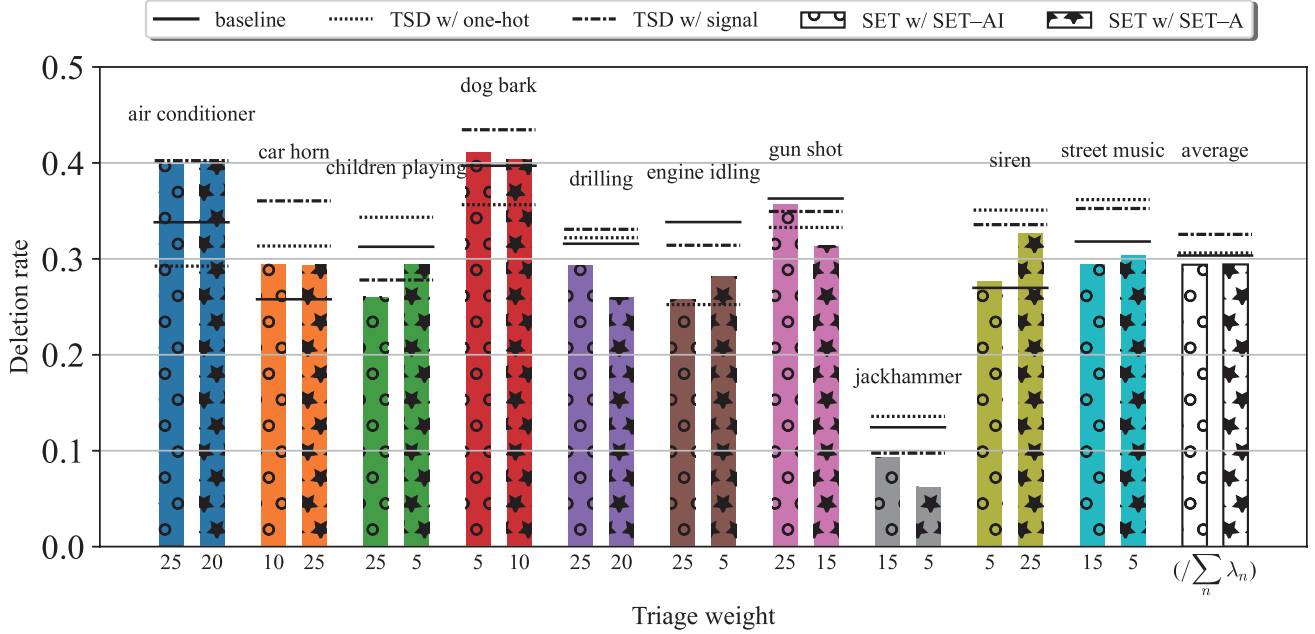 baseline TSD w/ one-hot TSD w/ signal SET w/ SET–AI SET w/ SET–A
0.5
dog bark
air conditioner
car horn children playing gun shot siren street music average
drilling engine idling
0.4
0.3
Deletion rate
0.2
jackhammer
0.1
0.0
25 20 10 25 25 5 5 10 25 20 25 5 25 15 15 5 5 25 15 5 (/∑ₙ λₙ)
Triage weight